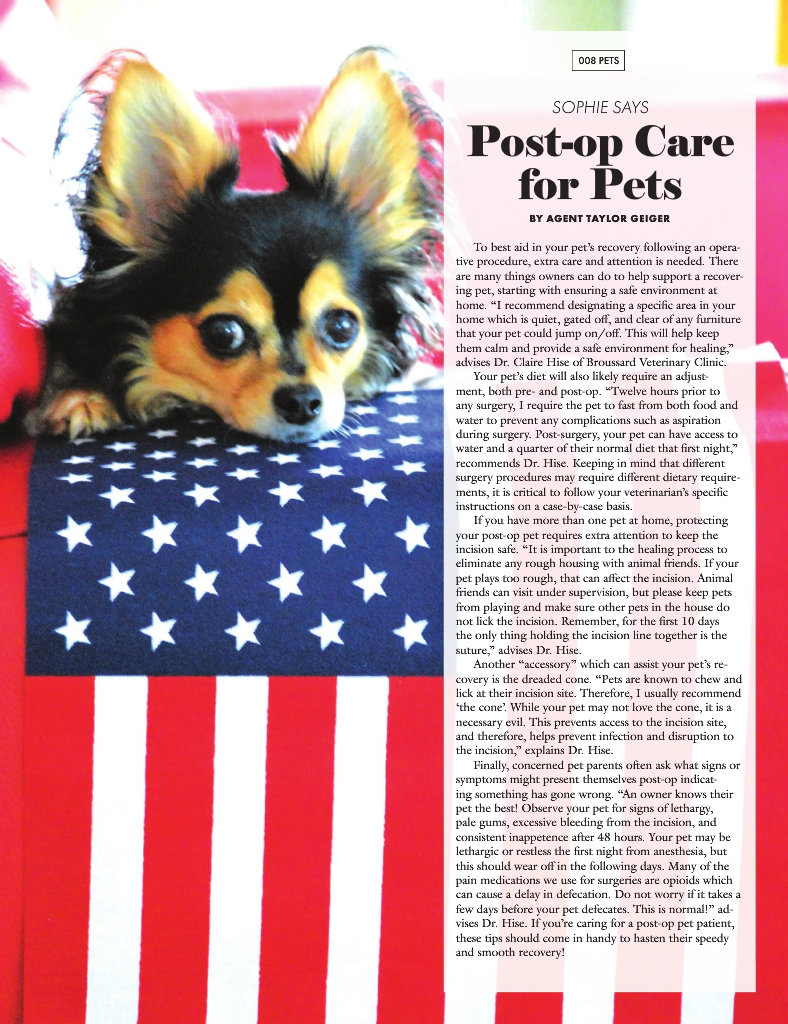 008 PETS
SOPHIE SAYS
Post-op Care
for Pets
BY AGENT TAYLOR GEIGER
To best aid in your pet's recovery following an opera-
tive procedure, extra care and attention is needed. There
are many things owners can do to help support a recover-
ing pet, starting with ensuring a safe environment at
home. “I recommend designating a specific area in your
home which is quiet, gated off, and clear of any furniture
that your pet could jump on/off. This will help keep
them calm and provide a safe environment for healing,”
advises Dr. Claire Hise of Broussard Veterinary Clinic.
Your pet's diet will also likely require an adjust-
ment, both pre- and post-op. “Twelve hours prior to
any surgery, I require the pet to fast from both food and
water to prevent any complications such as aspiration
during surgery. Post-surgery, your pet can have access to
water and a quarter of their normal diet that first night,”
recommends Dr. Hise. Keeping in mind that different
surgery procedures may require different dietary require-
ments, it is critical to follow your veterinarian's specific
instructions on a case-by-case basis.
If you have more than one pet at home, protecting
your post-op pet requires extra attention to keep the
incision safe. “It is important to the healing process to
eliminate any rough housing with animal friends. If your
pet plays too rough, that can affect the incision. Animal
friends can visit under supervision, but please keep pets
from playing and make sure other pets in the house do
not lick the incision. Remember, for the first 10 days
the only thing holding the incision line together is the
suture,” advises Dr. Hise.
Another “accessory” which can assist your pet's re-
covery is the dreaded cone. “Pets are known to chew and
lick at their incision site. Therefore, I usually recommend
‘the cone’. While your pet may not love the cone, it is a
necessary evil. This prevents access to the incision site,
and therefore, helps prevent infection and disruption to
the incision,” explains Dr. Hise.
Finally, concerned pet parents often ask what signs or
symptoms might present themselves post-op indicat-
ing something has gone wrong. “An owner knows their
pet the best! Observe your pet for signs of lethargy,
pale gums, excessive bleeding from the incision, and
consistent inappetence after 48 hours. Your pet may be
lethargic or restless the first night from anesthesia, but
this should wear off in the following days. Many of the
pain medications we use for surgeries are opioids which
can cause a delay in defecation. Do not worry if it takes a
few days before your pet defecates. This is normal!” ad-
vises Dr. Hise. If you're caring for a post-op pet patient,
these tips should come in handy to hasten their speedy
and smooth recovery!